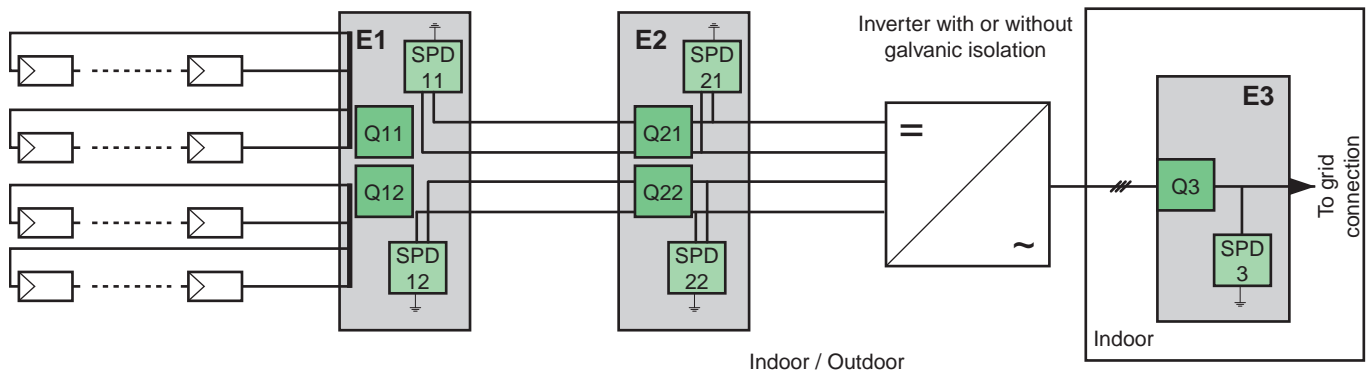 E1
SPD
11
Q11
Q12
SPD
12
E2
SPD
21
Q21
Q22
SPD
22
Inverter with or without
galvanic isolation
=
~
E3
Q3
SPD
3
To grid
connection
Indoor
Indoor / Outdoor